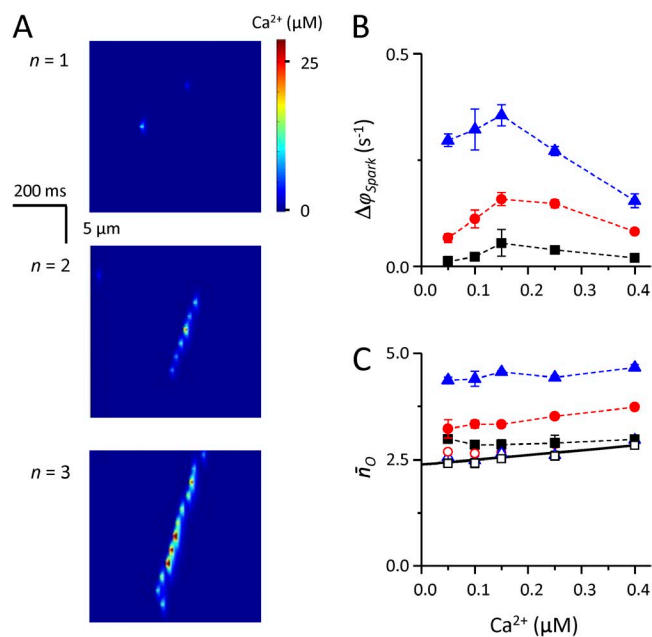 A
Ca²⁺
(μM)
n = 1
25
0
200 ms
5 μm
n = 2
n = 3
B
0.5
Δφ_Spark (s⁻¹)
0.0
0.0 0.1 0.2 0.3 0.4
C
5.0
n̄_O
2.5
0.0
0.0 0.1 0.2 0.3 0.4
Ca²⁺ (μM)